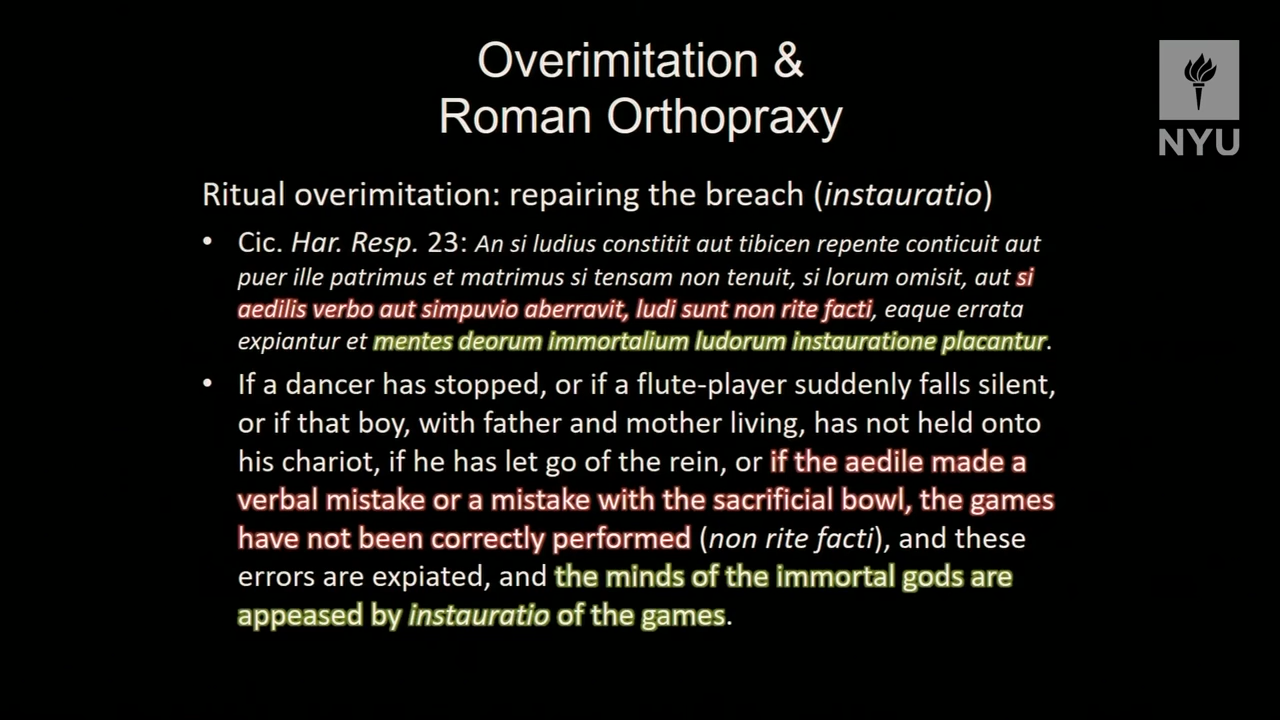 Overimitation &
Roman Orthopraxy
NYU
Ritual overimitation: repairing the breach (instauratio)
• Cic. Har. Resp. 23: An si ludius constitit aut tibicen repente conticuit aut
puer ille patrimus et matrimus si tensam non tenuit, si lorum omisit, aut si
aedilis verbo aut simpuvio aberravit, ludi sunt non rite facti, eaque errata
expiantur et mentes deorum immortalium ludorum instauratione placantur.
• If a dancer has stopped, or if a flute-player suddenly falls silent,
or if that boy, with father and mother living, has not held onto
his chariot, if he has let go of the rein, or if the aedile made a
verbal mistake or a mistake with the sacrificial bowl, the games
have not been correctly performed (non rite facti), and these
errors are expiated, and the minds of the immortal gods are
appeased by instauratio of the games.